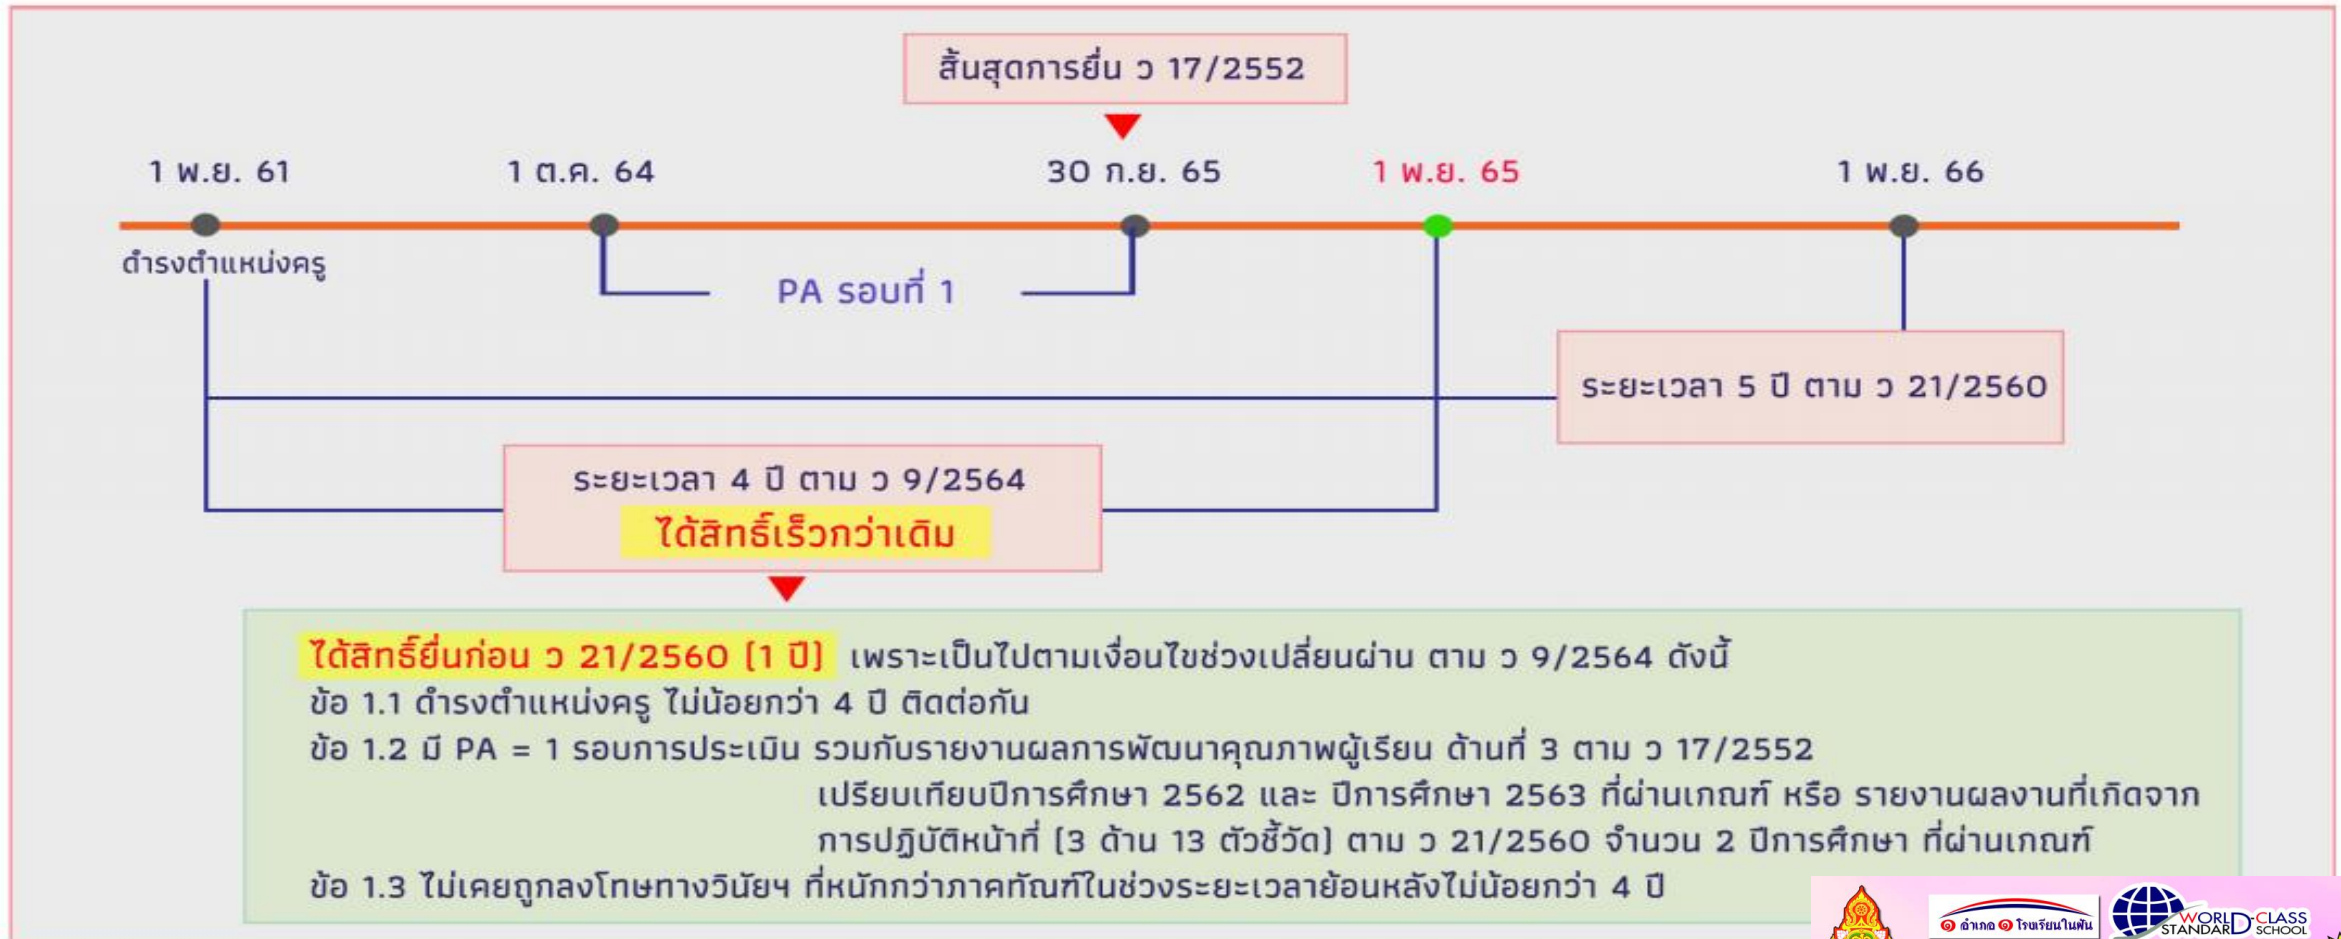 สิ้นสุดการยื่น ว 17/2552
1 พ.ย. 61
1 ต.ค. 64
30 ก.ย. 65
1 พ.ย. 65
1 พ.ย. 66
ดำรงตำแหน่งครู
PA รอบที่ 1
ระยะเวลา 5 ปี ตาม ว 21/2560
ระยะเวลา 4 ปี ตาม ว 9/2564
ได้สิทธิ์เร็วกว่าเดิม
ได้สิทธิ์ยื่นก่อน ว 21/2560 (1 ปี) เพราะเป็นไปตามเงื่อนไขช่วงเปลี่ยนผ่าน ตาม ว 9/2564 ดังนี้
ข้อ 1.1 ดำรงตำแหน่งครู ไม่น้อยกว่า 4 ปี ติดต่อกัน
ข้อ 1.2 มี PA = 1 รอบการประเมิน รวมกับรายงานผลการพัฒนาคุณภาพผู้เรียน ด้านที่ 3 ตาม ว 17/2552
เปรียบเทียบปีการศึกษา 2562 และ ปีการศึกษา 2563 ที่ผ่านเกณฑ์ หรือ รายงานผลงานที่เกิดจาก
การปฏิบัติหน้าที่ (3 ด้าน 13 ตัวชี้วัด) ตาม ว 21/2560 จำนวน 2 ปีการศึกษา ที่ผ่านเกณฑ์
ข้อ 1.3 ไม่เคยถูกลงโทษทางวินัยฯ ที่หนักกว่าภาคทัณฑ์ในช่วงระยะเวลาย้อนหลังไม่น้อยกว่า 4 ปี
๑ อำเภอ ๑ โรงเรียนในฝัน
WORLD-CLASS
STANDARD SCHOOL